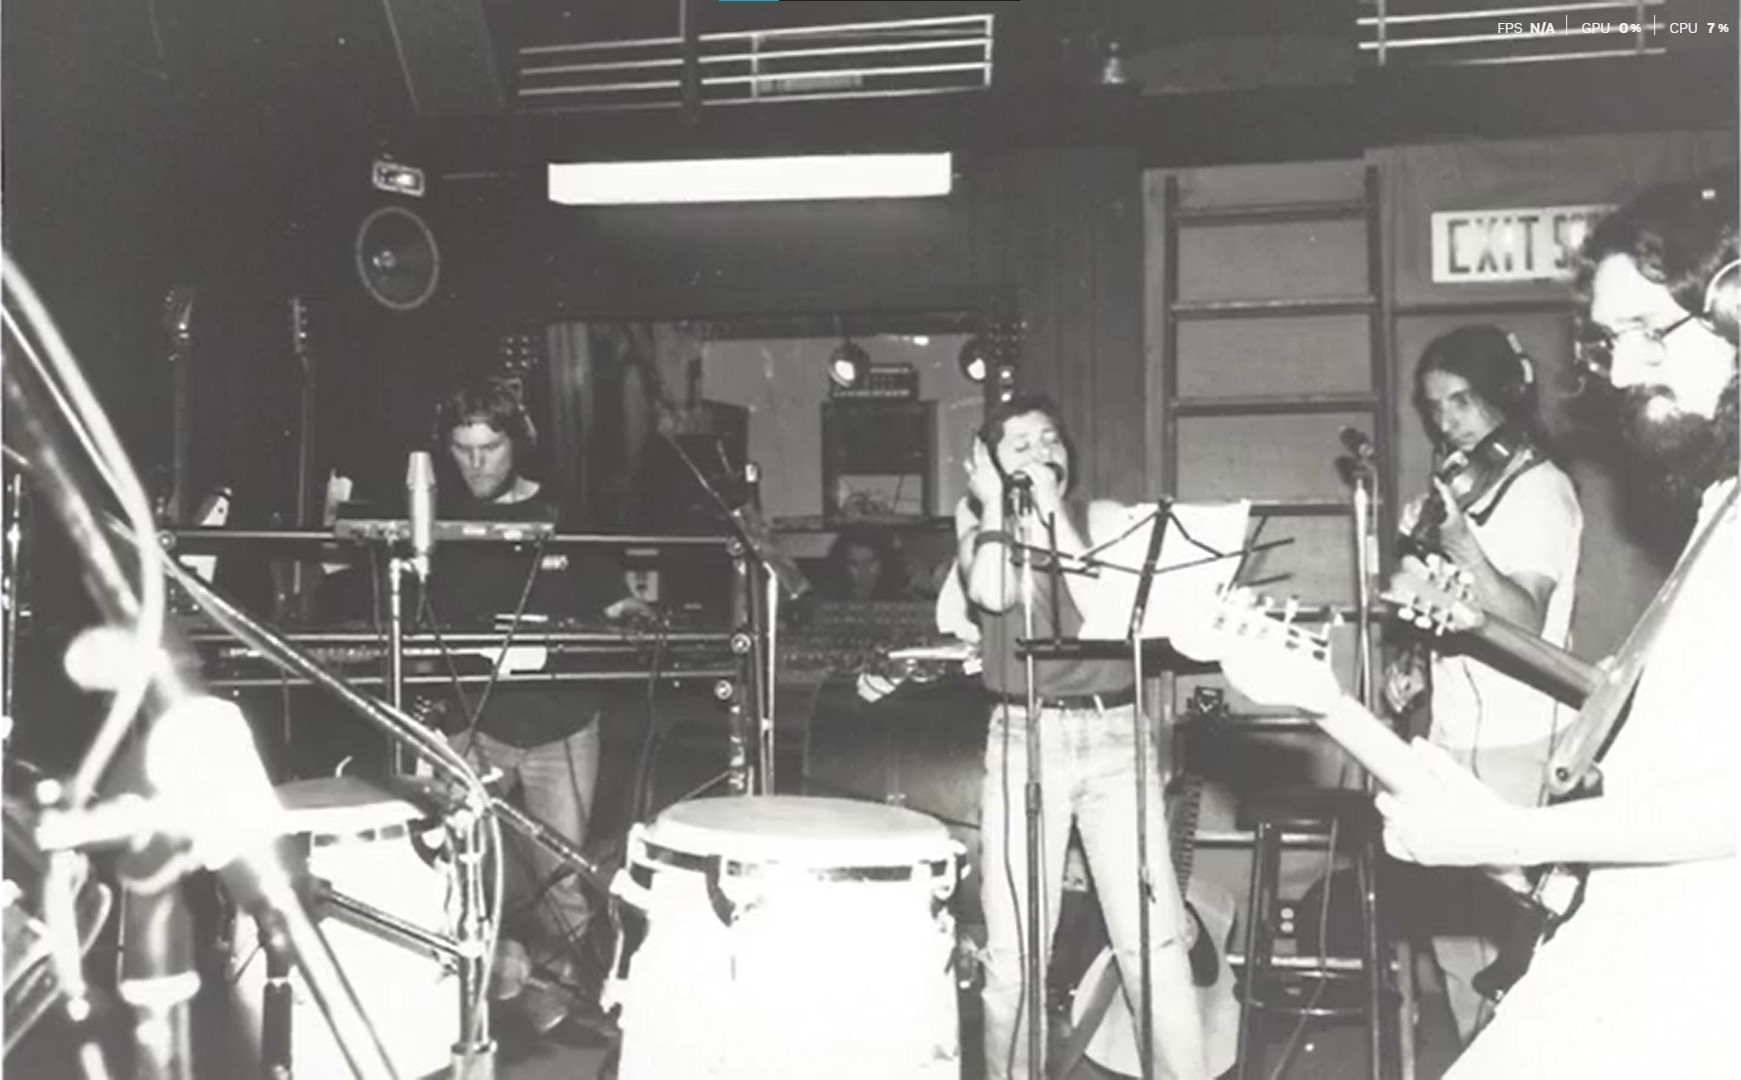 FPS N/A | GPU 0 % | CPU 7 %
EXIT